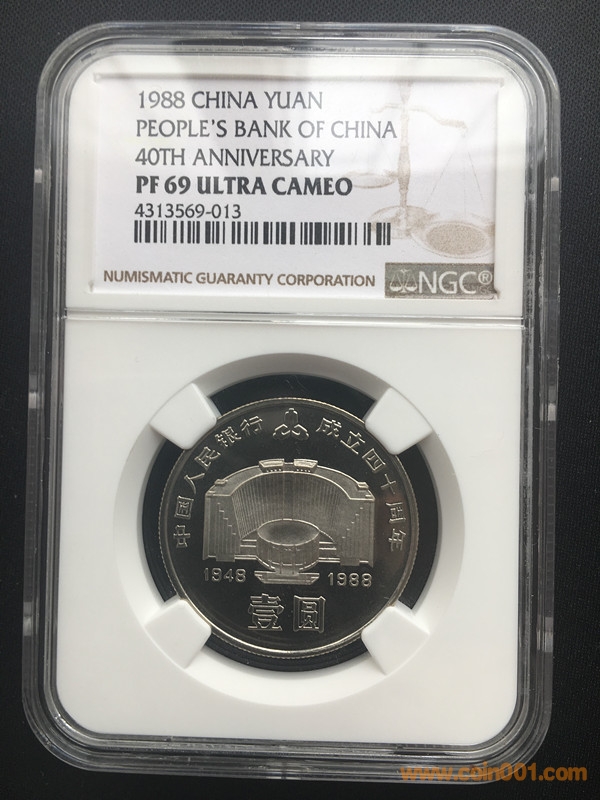 1988 CHINA YUAN
PEOPLE'S BANK OF CHINA
40TH ANNIVERSARY
PF 69 ULTRA CAMEO
4313569-013
NUMISMATIC GUARANTY CORPORATION
NGC®
中国人民银行 成立四十周年
1948 1988
壹圆
www.coin001.com